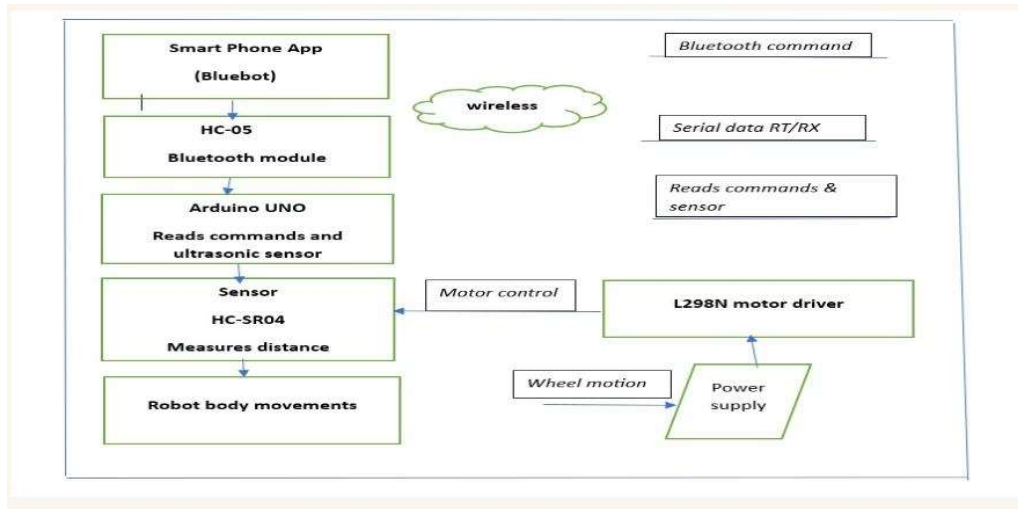 Smart Phone App
(Bluebot)
Bluetooth command
wireless
HC-05
Bluetooth module
Serial data RT/RX
Reads commands &
sensor
Arduino UNO
Reads commands and
ultrasonic sensor
Sensor
HC-SR04
Measures distance
Motor control
L298N motor driver
Robot body movements
Wheel motion
Power
supply